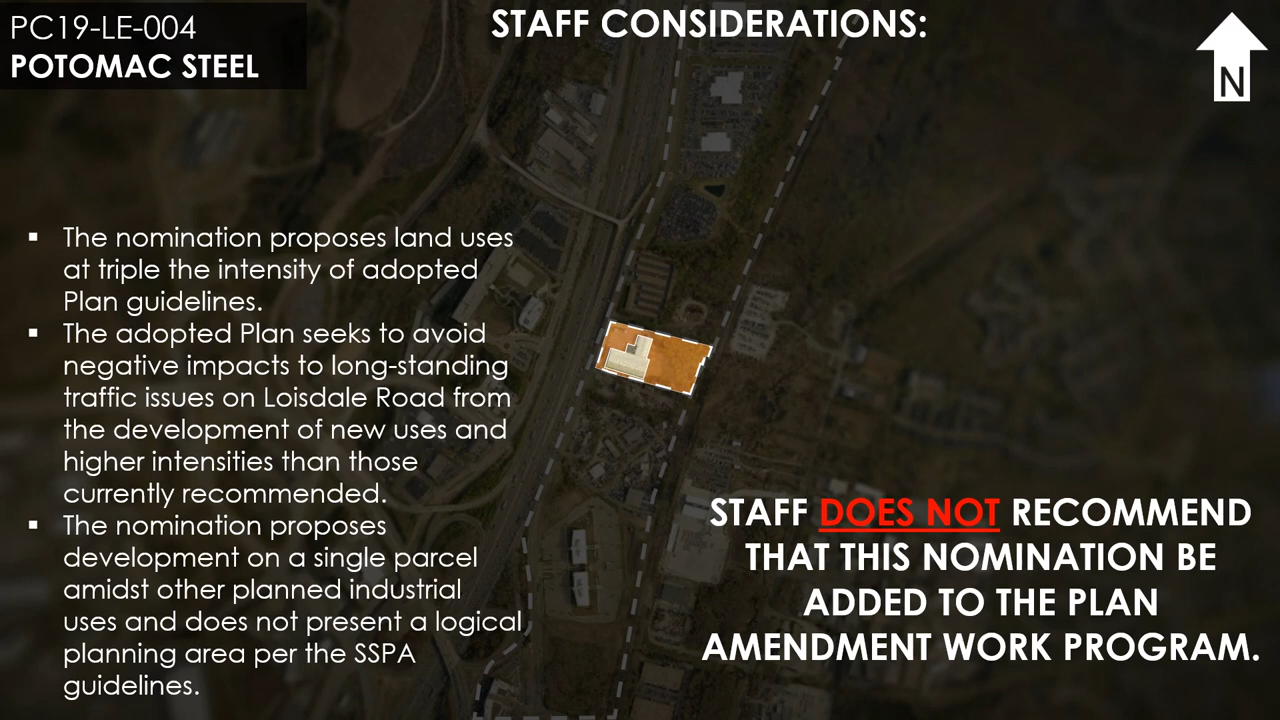 PC19-LE-004
POTOMAC STEEL
STAFF CONSIDERATIONS:
N
▪ The nomination proposes land uses
at triple the intensity of adopted
Plan guidelines.
▪ The adopted Plan seeks to avoid
negative impacts to long-standing
traffic issues on Loisdale Road from
the development of new uses and
higher intensities than those
currently recommended.
▪ The nomination proposes
development on a single parcel
amidst other planned industrial
uses and does not present a logical
planning area per the SSPA
guidelines.
STAFF DOES NOT RECOMMEND
THAT THIS NOMINATION BE
ADDED TO THE PLAN
AMENDMENT WORK PROGRAM.